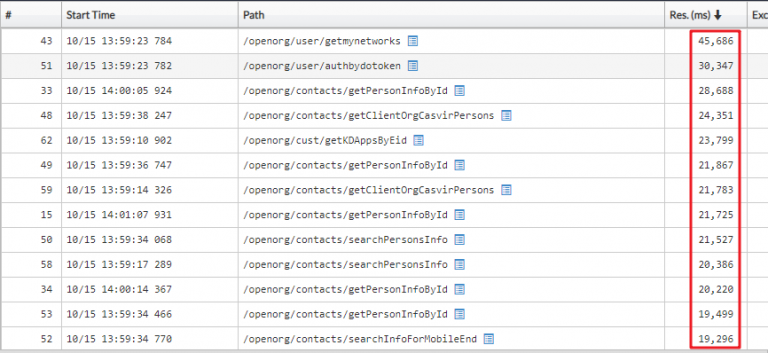 # Start Time Path Res. (ms) Exc
43 10/15 13:59:23 784 /openorg/user/getmynetworks 45,686
51 10/15 13:59:23 782 /openorg/user/authbydotoken 30,347
33 10/15 14:00:05 924 /openorg/contacts/getPersonInfoById 28,688
48 10/15 13:59:38 247 /openorg/contacts/getClientOrgCasvirPersons 24,351
62 10/15 13:59:10 902 /openorg/cust/getKDAppsByEid 23,799
49 10/15 13:59:36 747 /openorg/contacts/getPersonInfoById 21,867
59 10/15 13:59:14 326 /openorg/contacts/getClientOrgCasvirPersons 21,783
15 10/15 14:01:07 931 /openorg/contacts/getPersonInfoById 21,725
50 10/15 13:59:34 068 /openorg/contacts/searchPersonsInfo 21,527
58 10/15 13:59:17 289 /openorg/contacts/searchPersonsInfo 20,386
34 10/15 14:00:14 367 /openorg/contacts/getPersonInfoById 20,220
53 10/15 13:59:34 466 /openorg/contacts/getPersonInfoById 19,499
52 10/15 13:59:34 770 /openorg/contacts/searchInfoForMobileEnd 19,296